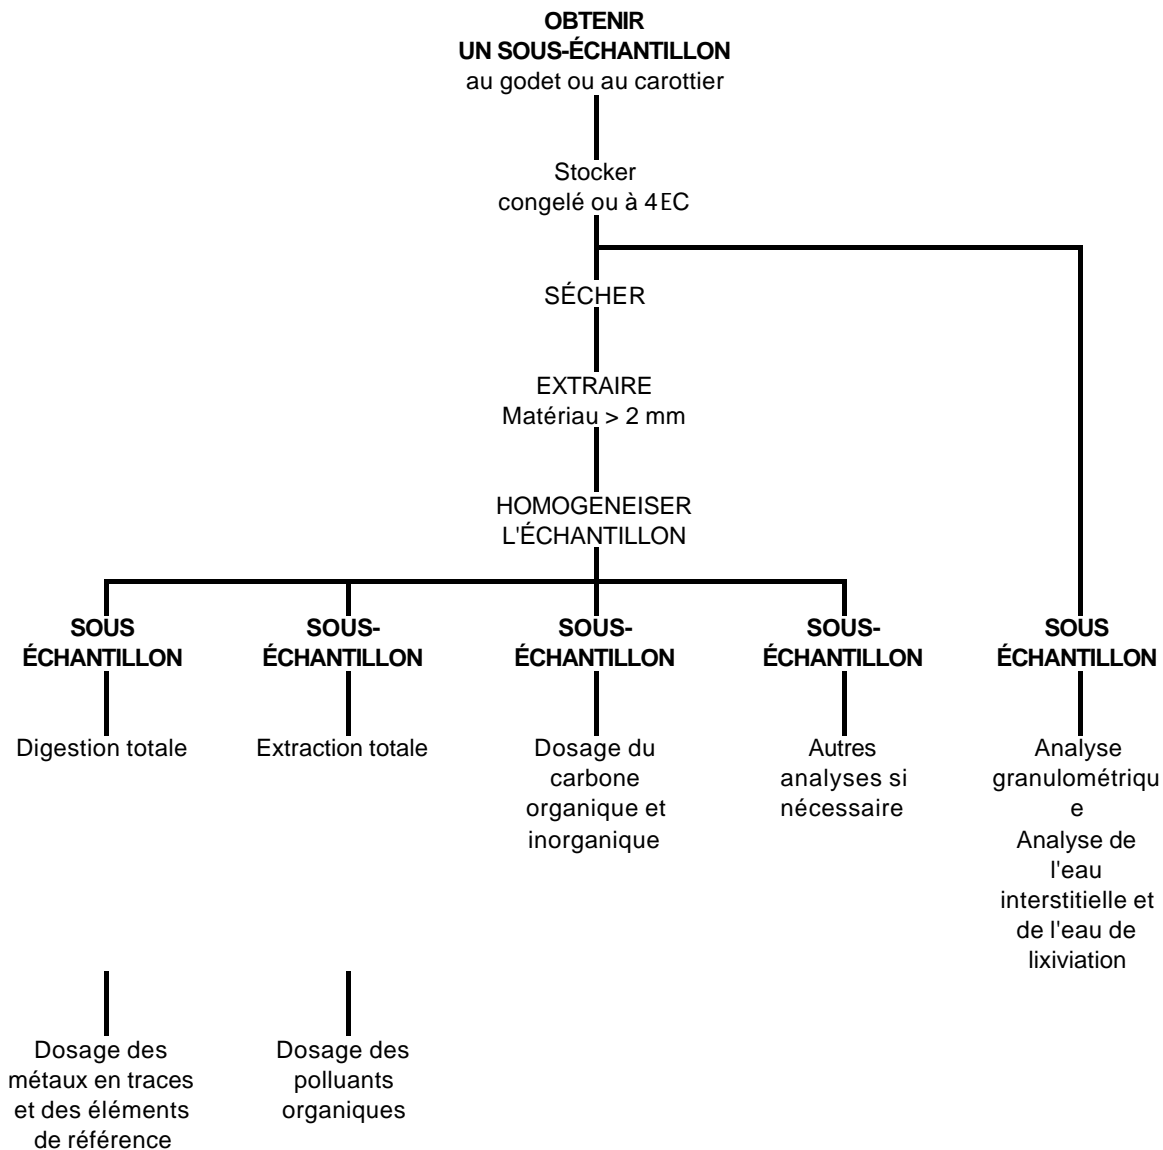 OBTENIR
UN SOUS-ÉCHANTILLON
au godet ou au carottier
Stocker
congelé ou à 4EC
SÉCHER
EXTRAIRE
Matériau > 2 mm
HOMOGENEISER
L'ÉCHANTILLON
SOUS
ÉCHANTILLON
Digestion totale
Dosage des
métaux en traces
et des éléments
de référence
SOUS-
ÉCHANTILLON
Extraction totale
Dosage des
polluants
organiques
SOUS-
ÉCHANTILLON
Dosage du
carbone
organique et
inorganique
SOUS-
ÉCHANTILLON
Autres
analyses si
nécessaire
SOUS
ÉCHANTILLON
Analyse
granulométriqu
e
Analyse de
l'eau
interstitielle et
de l'eau de
lixiviation